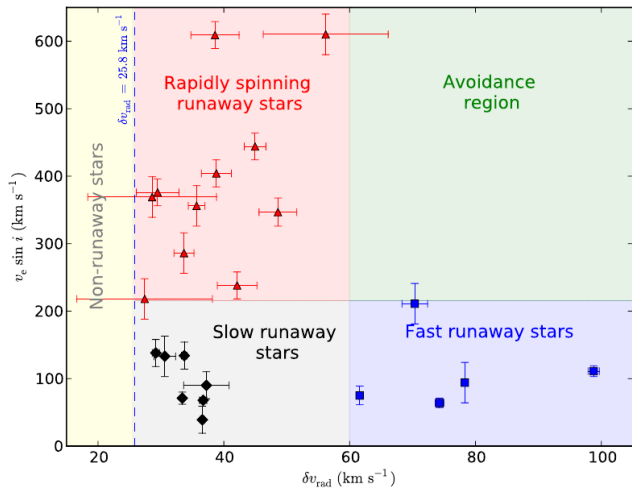 600
500
400
300
200
100
0
20
40
60
80
100
v_e sin i (km s⁻¹)
δv_rad (km s⁻¹)
δv_rad = 25.8 km s⁻¹
Non-runaway stars
Rapidly spinning
runaway stars
Avoidance
region
Slow runaway
stars
Fast runaway stars